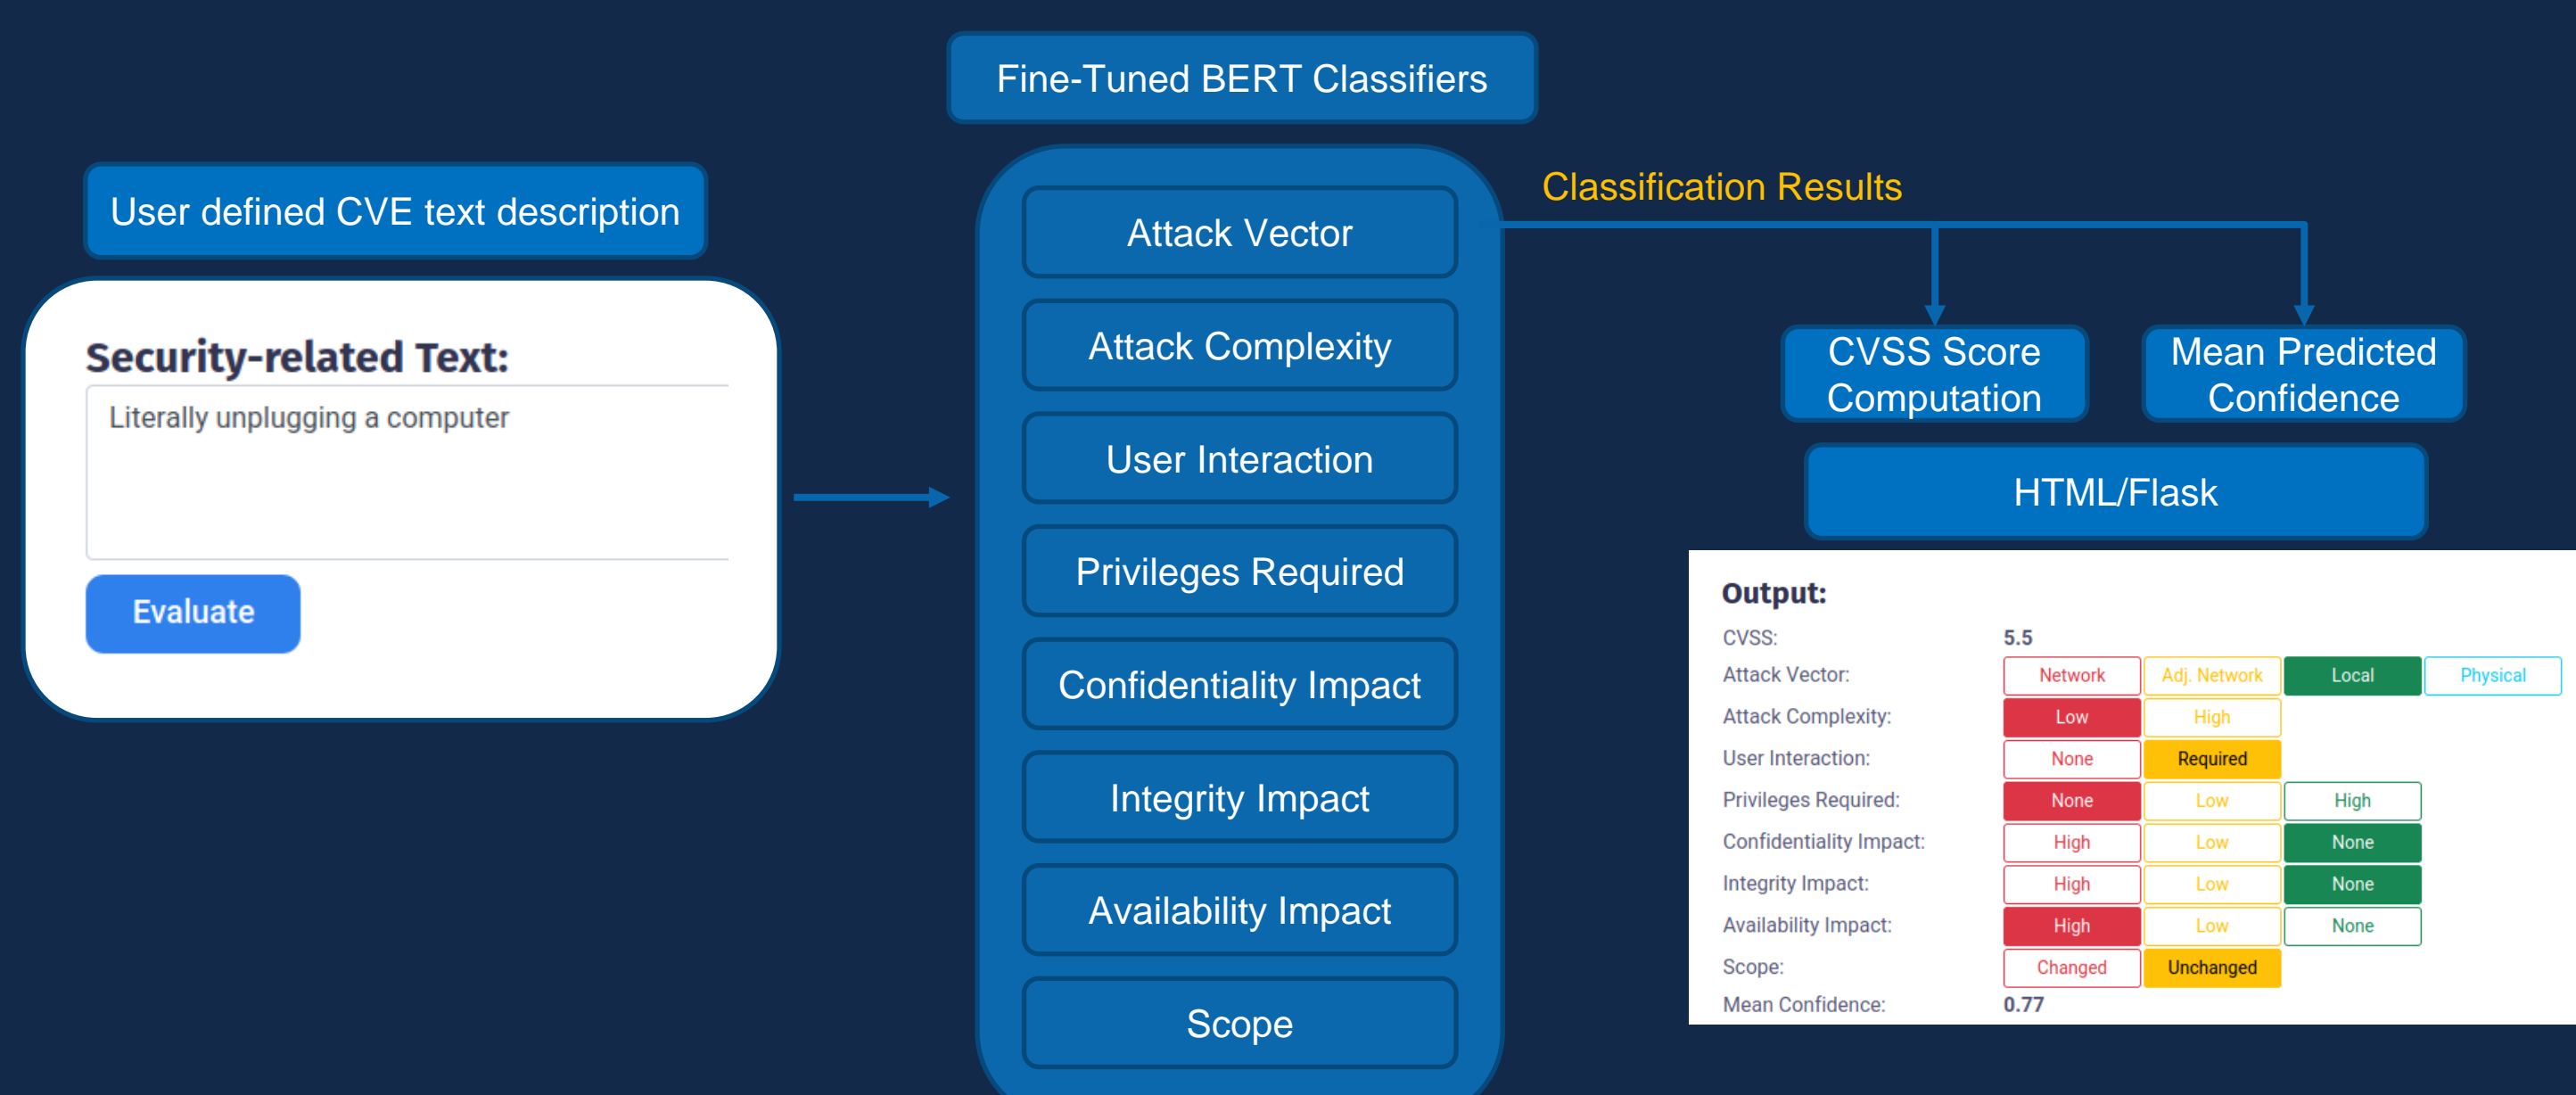 Fine-Tuned BERT Classifiers
User defined CVE text description
Security-related Text:
Literally unplugging a computer
Evaluate
Attack Vector
Attack Complexity
User Interaction
Privileges Required
Confidentiality Impact
Integrity Impact
Availability Impact
Scope
Classification Results
CVSS Score
Computation
Mean Predicted
Confidence
HTML/Flask
Output:
CVSS: 5.5
Attack Vector: Network Adj. Network Local Physical
Attack Complexity: Low High
User Interaction: None Required
Privileges Required: None Low High
Confidentiality Impact: High Low None
Integrity Impact: High Low None
Availability Impact: High Low None
Scope: Changed Unchanged
Mean Confidence: 0.77